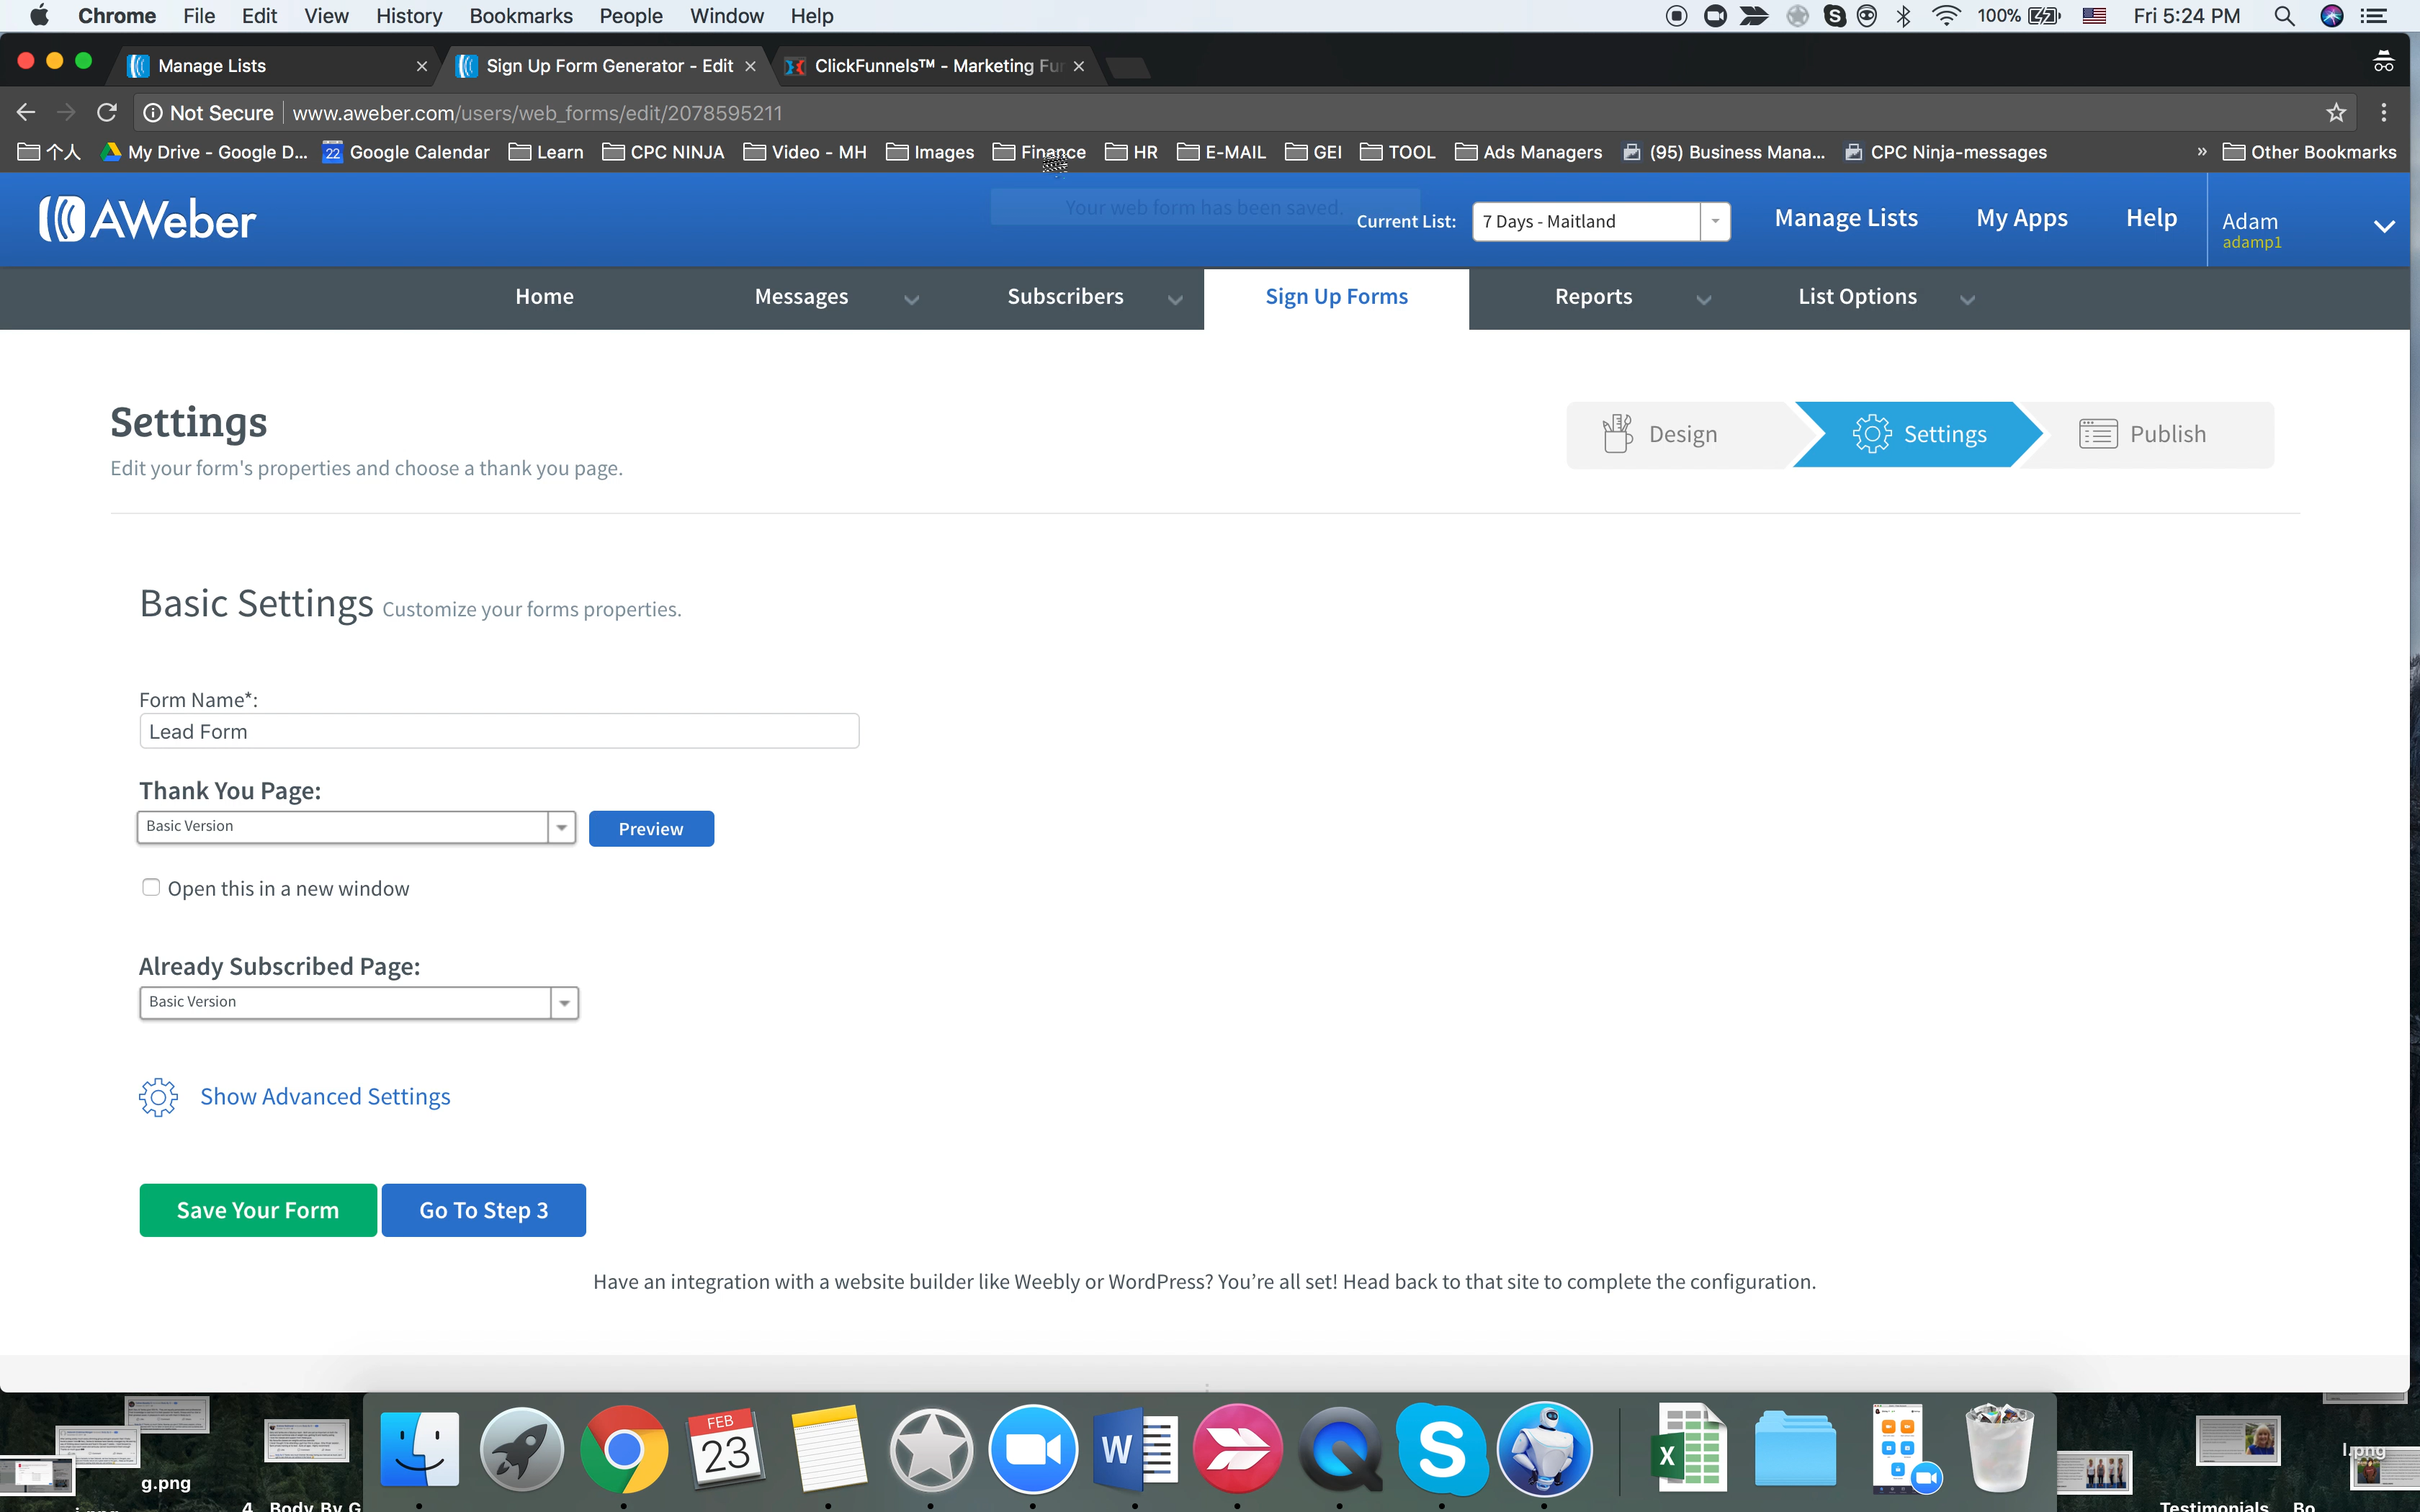 Chrome File Edit View History Bookmarks People Window Help 100% Fri 5:24 PM
Manage Lists Sign Up Form Generator - Edit ClickFunnels™ - Marketing Fu
Not Secure www.aweber.com/users/web_forms/edit/2078595211
个人 My Drive - Google D... 22 Google Calendar Learn CPC NINJA Video - MH Images Finance HR E-MAIL GEI TOOL Ads Managers (95) Business Mana... CPC Ninja-messages » Other Bookmarks
AWeber Your web form has been saved. Current List: 7 Days - Maitland Manage Lists My Apps Help Adam
adamp1
Home Messages Subscribers Sign Up Forms Reports List Options
Settings
Edit your form's properties and choose a thank you page.
Design Settings Publish
Basic Settings Customize your forms properties.
Form Name*:
Lead Form
Thank You Page:
Basic Version Preview
Open this in a new window
Already Subscribed Page:
Basic Version
Show Advanced Settings
Save Your Form Go To Step 3
Have an integration with a website builder like Weebly or WordPress? You're all set! Head back to that site to complete the configuration.
FEB
23
W
S
X
g.png
4 Body By G
l.png
Testimonials Bo